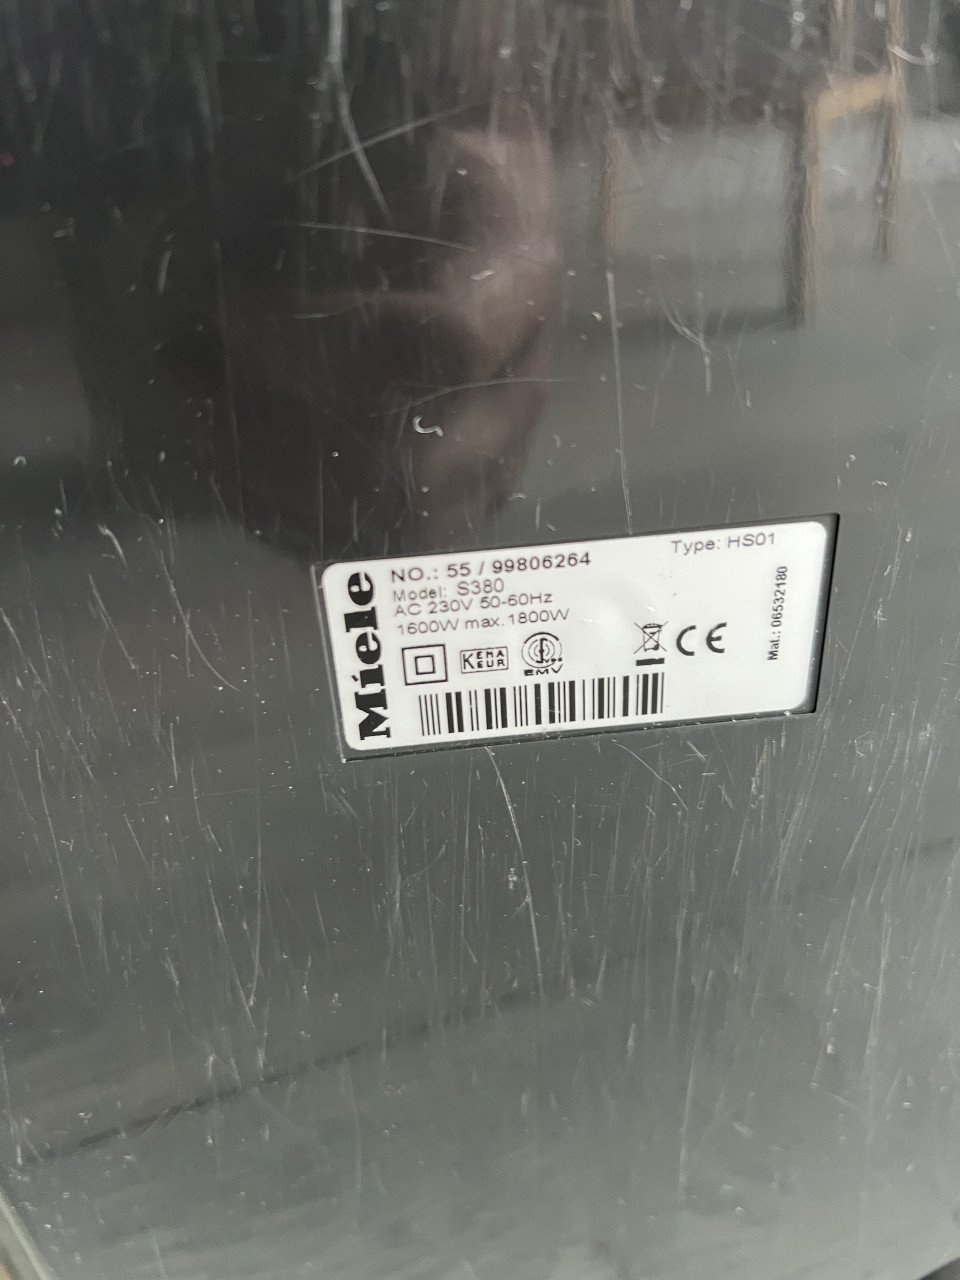 Miele
NO.: 55 / 99806264
Type: HS01
Model: S380
AC 230V 50-60Hz
1600W max.1800W
KEMA
KEUR
EMV
CE
Mat.: 06532180